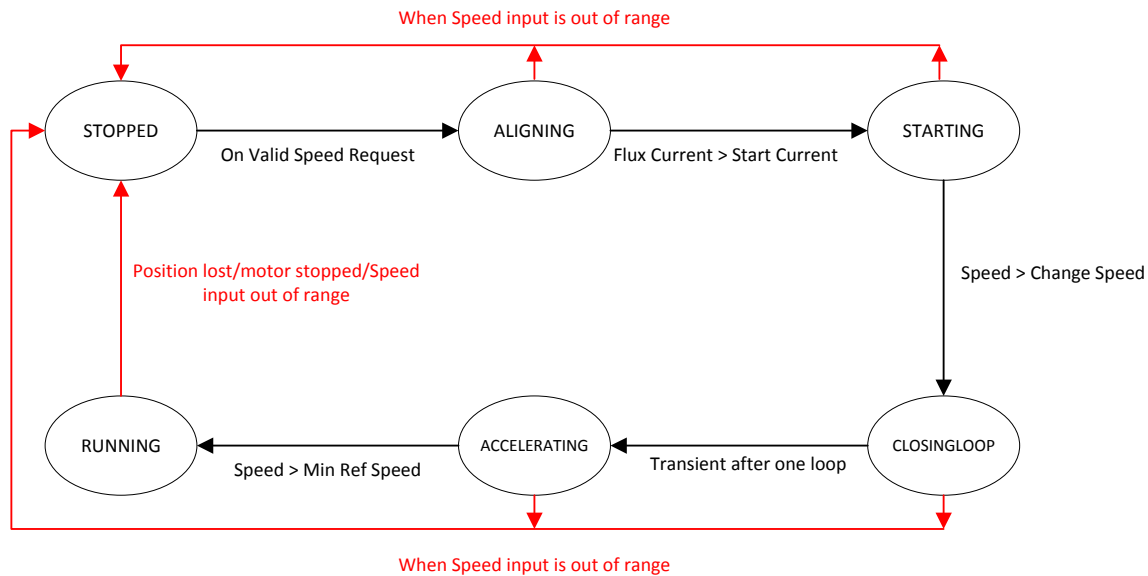 When Speed input is out of range
STOPPED
ALIGNING
STARTING
On Valid Speed Request
Flux Current > Start Current
Position lost/motor stopped/Speed
input out of range
Speed > Change Speed
RUNNING
ACCELERATING
CLOSINGLOOP
Speed > Min Ref Speed
Transient after one loop
When Speed input is out of range